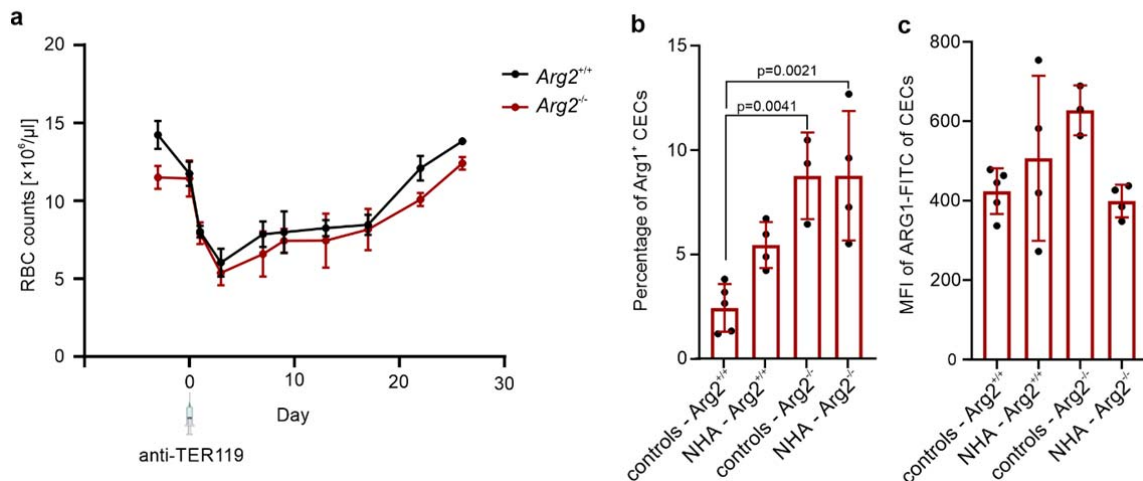 a
RBC counts [×10⁶/µl]
20
15
10
5
0
0
10
20
30
Day
anti-TER119
Arg2+/+
Arg2-/-
b
Percentage of Arg1⁺ CECs
15
10
5
0
p=0.0021
p=0.0041
controls - Arg2+/+
NHA - Arg2+/+
controls - Arg2-/-
NHA - Arg2-/-
c
MFI of ARG1-FITC of CECs
800
600
400
200
0
controls - Arg2+/+
NHA - Arg2+/+
controls - Arg2-/-
NHA - Arg2-/-